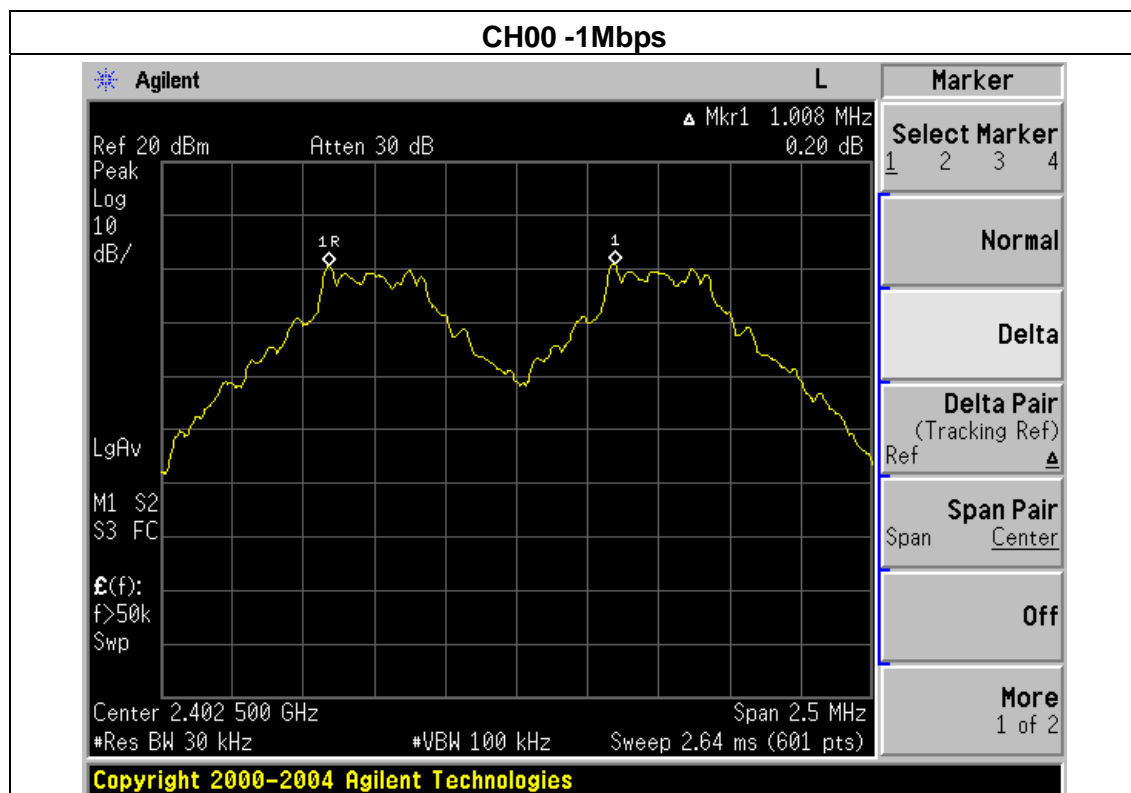 CH00 -1Mbps
Agilent L Marker
Δ Mkr1 1.008 MHz
Ref 20 dBm Atten 30 dB 0.20 dB
Peak
Log
10
dB/
1R
1
LgAv
M1 S2
S3 FC
£(f):
f>50k
Swp
Center 2.402 500 GHz Span 2.5 MHz
#Res BW 30 kHz #VBW 100 kHz Sweep 2.64 ms (601 pts)
Copyright 2000-2004 Agilent Technologies
Select Marker
1 2 3 4
Normal
Delta
Delta Pair
(Tracking Ref)
Ref Δ
Span Pair
Span Center
Off
More
1 of 2